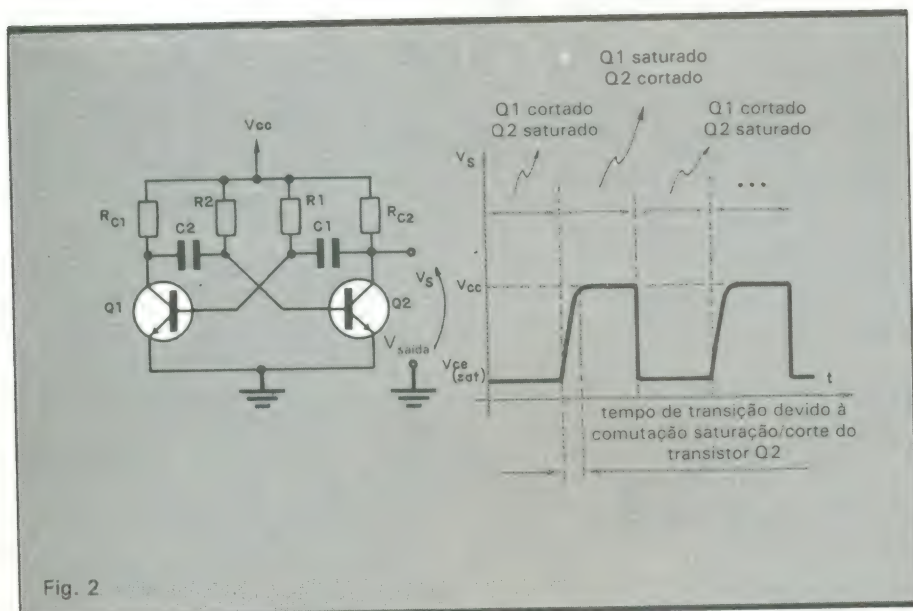 Q1 saturado
Q2 cortado
Q1 cortado
Q2 saturado
Q1 cortado
Q2 saturado
Vcc
VS
...
RC1
R2
R1
RC2
C2
C1
Q1
Q2
VS
Vsaída
Vcc
Vce
(sat)
t
tempo de transição devido à
comutação saturação/corte do
transistor Q2
Fig. 2